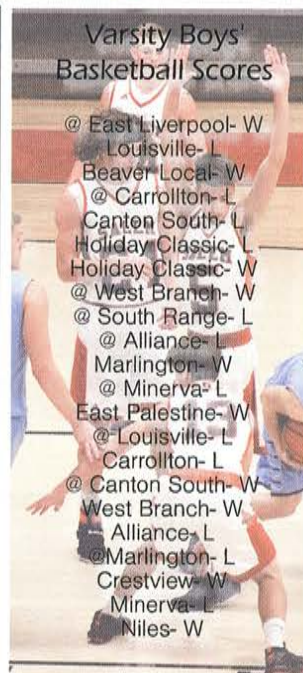 Varsity Boys'
Basketball Scores
@ East Liverpool- W
Louisville- L
Beaver Local- W
@ Carrollton- L
Canton South- L
Holiday Classic- L
Holiday Classic- W
@ West Branch- W
@ South Range- L
@ Alliance- L
Marlington- W
@ Minerva- L
East Palestine- W
@ Louisville- L
Carrollton- L
@ Canton South- W
West Branch- W
Alliance- L
@Marlington- L
Crestview- W
Minerva- L
Niles- W